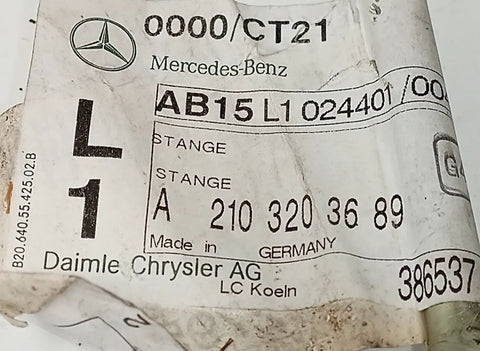 0000/CT21
Mercedes-Benz
AB15 L1 024401/00
L
1
STANGE
STANGE
A 210 320 36 89
Made in GERMANY
Daimle Chrysler AG
LC Koeln
386537
B20.640.55.425.02.B
2